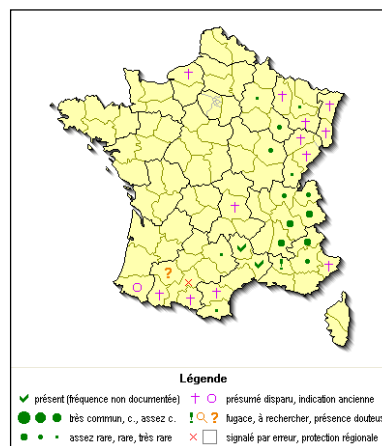 Légende
présent (fréquence non documentée) présumé disparu, indication ancienne
très commun, c., assez c. fugace, à rechercher, présence douteus
assez rare, rare, très rare signalé par erreur, protection régionale